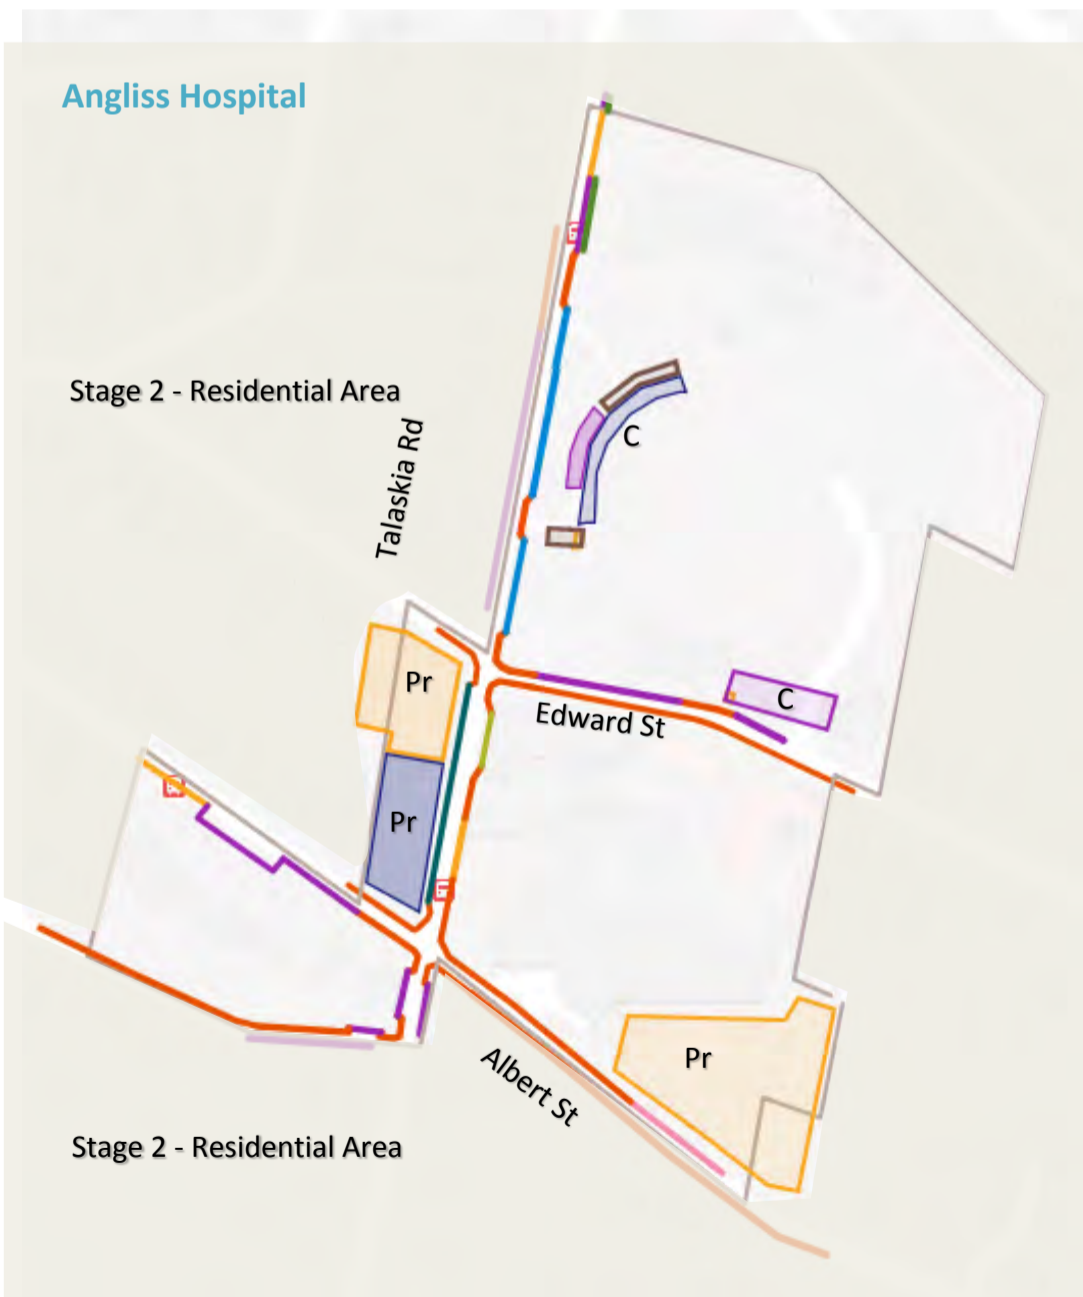 Angliss Hospital
Stage 2 - Residential Area
Talaskia Rd
C
Pr
C
Edward St
Pr
Pr
Albert St
Stage 2 - Residential Area